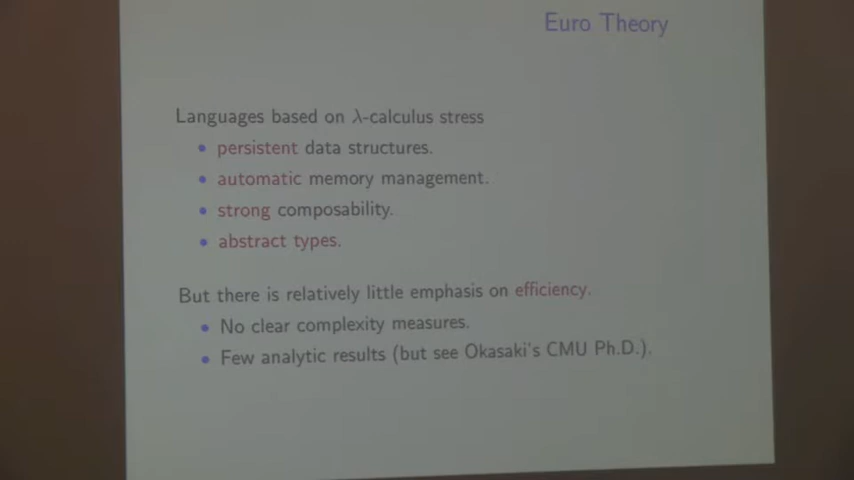 Euro Theory
Languages based on λ-calculus stress
• persistent data structures.
• automatic memory management.
• strong composability.
• abstract types.
But there is relatively little emphasis on efficiency.
• No clear complexity measures.
• Few analytic results (but see Okasaki's CMU Ph.D.).